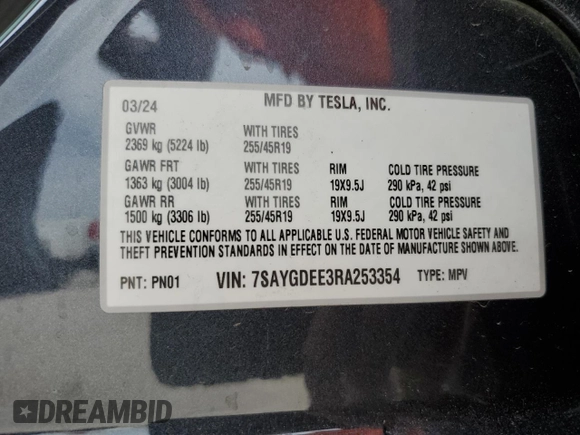 03/24 MFD BY TESLA, INC.
GVWR WITH TIRES
2369 kg (5224 lb) 255/45R19
GAWR FRT WITH TIRES RIM COLD TIRE PRESSURE
1363 kg (3004 lb) 255/45R19 19X9.5J 290 kPa, 42 psi
GAWR RR WITH TIRES RIM COLD TIRE PRESSURE
1500 kg (3306 lb) 255/45R19 19X9.5J 290 kPa, 42 psi
THIS VEHICLE CONFORMS TO ALL APPLICABLE U.S. FEDERAL MOTOR VEHICLE SAFETY AND
THEFT PREVENTION STANDARDS IN EFFECT ON THE DATE OF MANUFACTURE SHOWN ABOVE.
PNT: PN01 VIN: 7SAYGDEE3RA253354 TYPE: MPV
DREAMBID